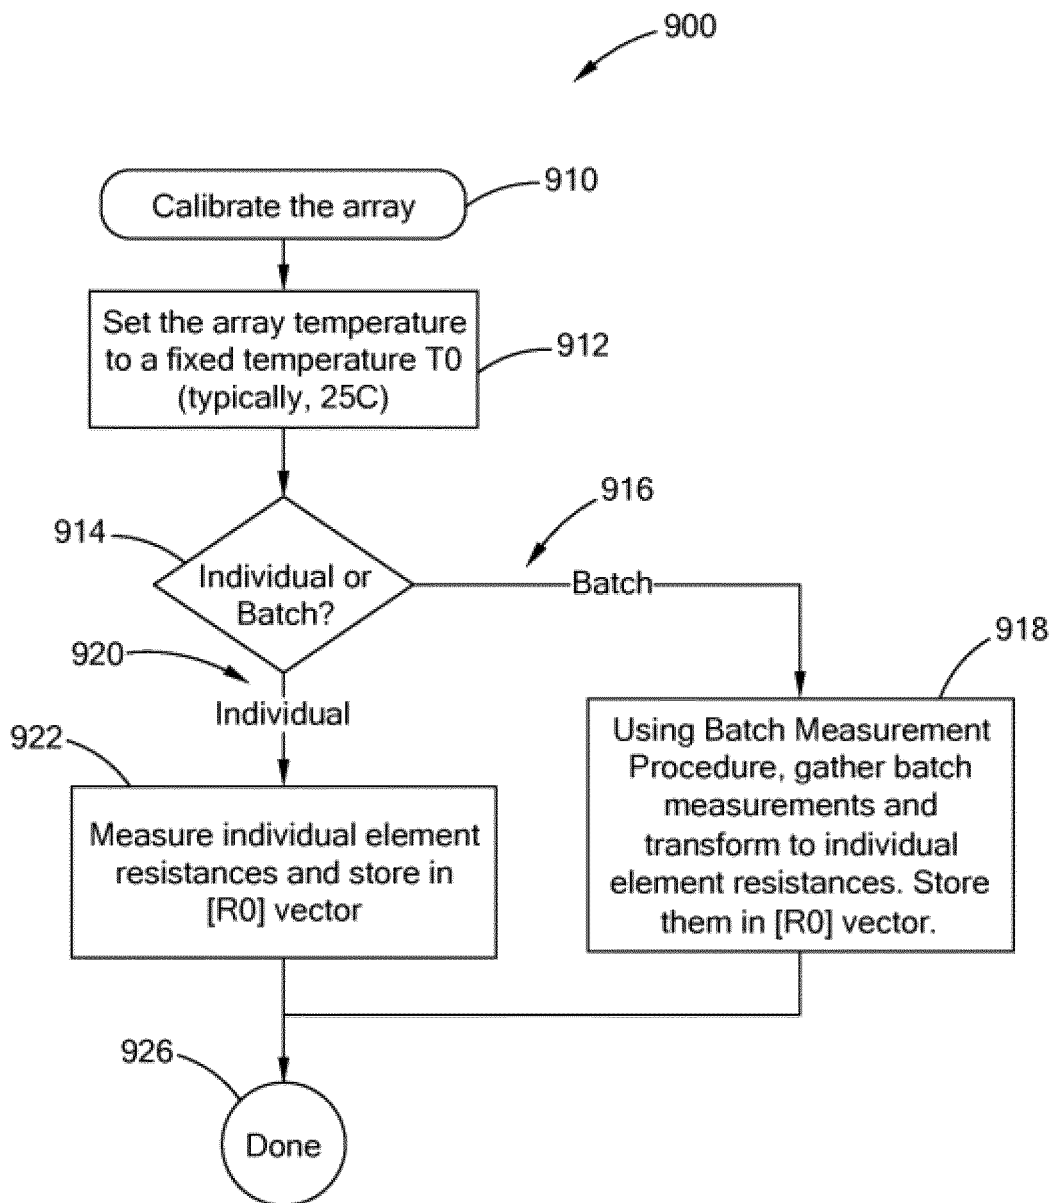 900
Calibrate the array
910
Set the array temperature
to a fixed temperature T0
(typically, 25C)
912
914
Individual or
Batch?
916
Batch
920
Individual
918
922
Measure individual element
resistances and store in
[R0] vector
Using Batch Measurement
Procedure, gather batch
measurements and
transform to individual
element resistances. Store
them in [R0] vector.
926
Done